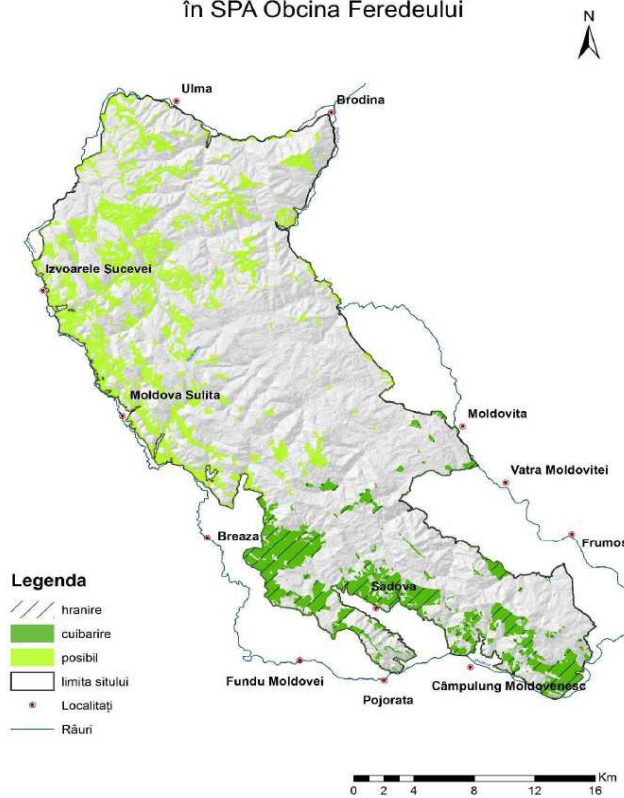 în SPA Obcina Feredeului
N
Ulma
Brodina
Izvoarele Sucevei
Moldova Sulita
Moldovita
Vatra Moldovitei
Breaza
Frumos
Sadova
Fundu Moldovei
Câmpulung Moldovenesc
Pojorata
Legenda
hranire
cuibarire
posibil
limita sitului
Localitați
Râuri
Km
0 2 4 8 12 16